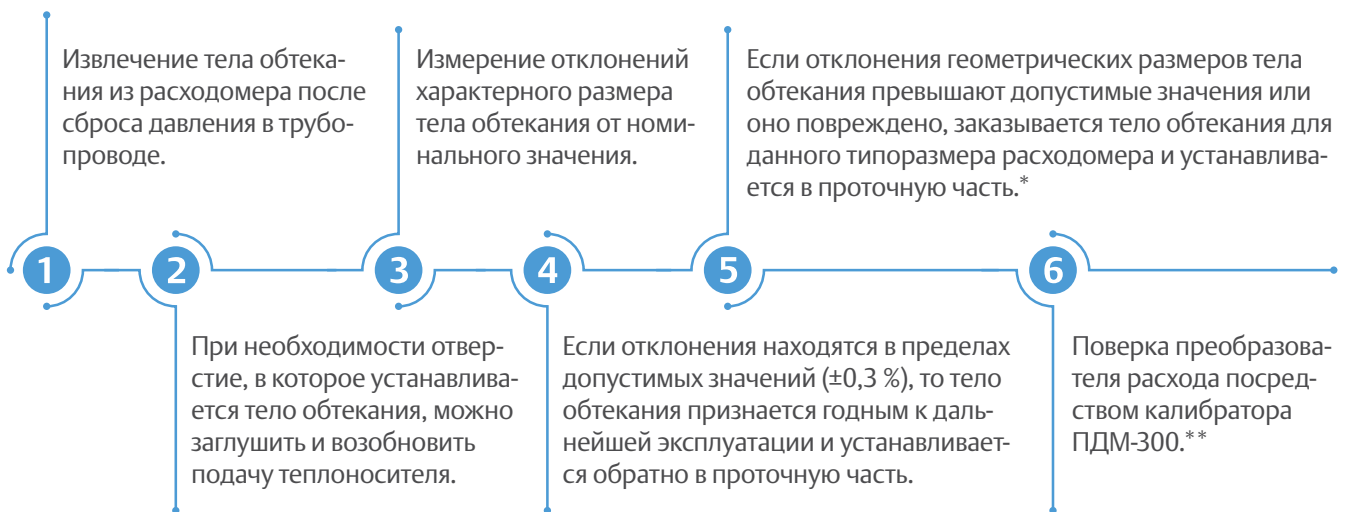 1
Извлечение тела обтека-
ния из расходомера после
сброса давления в трубо-
проводе.
2
При необходимости отвер-
стие, в которое устанавлива-
ется тело обтекания, можно
заглушить и возобновить
подачу теплоносителя.
3
Измерение отклонений
характерного размера
тела обтекания от номи-
нального значения.
4
Если отклонения находятся в пределах
допустимых значений (±0,3 %), то тело
обтекания признается годным к даль-
нейшей эксплуатации и устанавливает-
ся обратно в проточную часть.
5
Если отклонения геометрических размеров тела
обтекания превышают допустимые значения или
оно повреждено, заказывается тело обтекания для
данного типоразмера расходомера и устанавлива-
ется в проточную часть.*
6
Поверка преобразова-
теля расхода посред-
ством калибратора
ПДМ-300.**